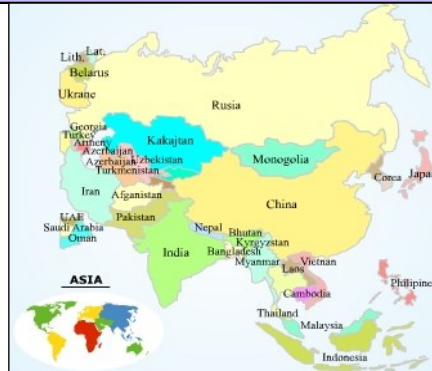 Lith.
Lat.
Belarus
Ukrane
Rusia
Georgia
Turkey
Armeny
Azerbaijan
Azerbaijan
Uzbekistan
Turkmenistan
Kakajtan
Monogolia
Iran
Afganistan
Pakistan
China
Corea
Japa
UAE
Saudi Arabia
Oman
Nepal
Bhutan
Kyrgyzstan
India
Bangladesh
Myanmar
Laos
Vietnan
Cambodia
Philipine
Thailand
Malaysia
Indonesia
ASIA